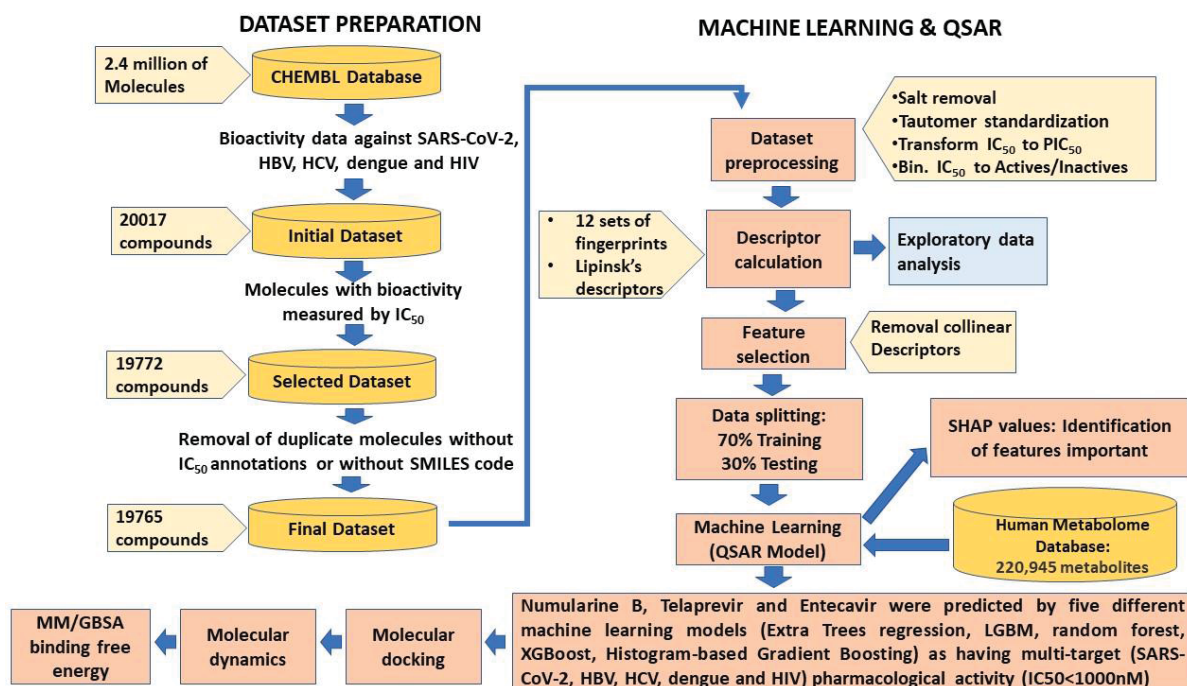 DATASET PREPARATION
2.4 million of
Molecules
CHEMBL Database
Bioactivity data against SARS-CoV-2,
HBV, HCV, dengue and HIV
20017
compounds
Initial Dataset
Molecules with bioactivity
measured by IC₅₀
19772
compounds
Selected Dataset
Removal of duplicate molecules without
IC₅₀ annotations or without SMILES code
19765
compounds
Final Dataset
MACHINE LEARNING & QSAR
Dataset
preprocessing
•Salt removal
•Tautomer standardization
•Transform IC₅₀ to PIC₅₀
•Bin. IC₅₀ to Actives/Inactives
• 12 sets of
fingerprints
• Lipinsk's
descriptors
Descriptor
calculation
Exploratory data
analysis
Feature
selection
Removal collinear
Descriptors
Data splitting:
70% Training
30% Testing
SHAP values: Identification
of features important
Machine Learning
(QSAR Model)
Human Metabolome
Database:
220,945 metabolites
Numularine B, Telaprevir and Entecavir were predicted by five different
machine learning models (Extra Trees regression, LGBM, random forest,
XGBoost, Histogram-based Gradient Boosting) as having multi-target (SARS-
CoV-2, HBV, HCV, dengue and HIV) pharmacological activity (IC50<1000nM)
Molecular
docking
Molecular
dynamics
MM/GBSA
binding free
energy